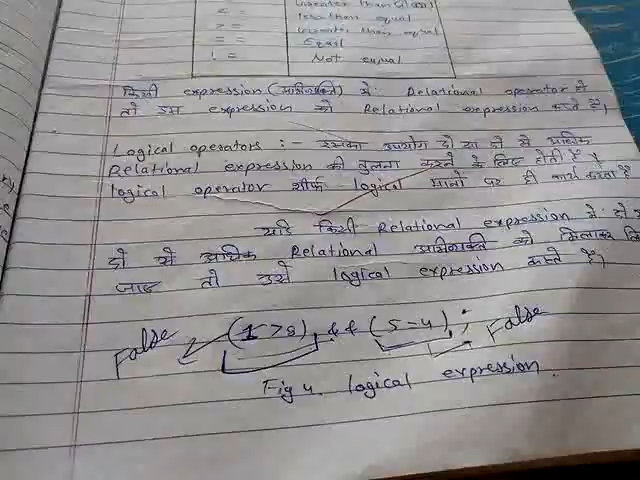 < =
less than equal
> =
Greater than equal
= =
Equal
! =
Not equal
किसी expression (अभिव्यक्ति) में Relational operator हो
तो उस expression को Relational expression कहते हैं,
Logical operators :- इसका उपयोग दो या दो से अधिक
Relational expression की तुलना करने के लिए होती है
logical operator सीर्फ logical मानो पर ही कार्य करता है
यदि किसी Relational expression में दो
दो से अधिक Relational अभिव्यक्ति को मिलाकर
जाए तो उसे logical expression कहते हैं,
False (1>8) && (5-4); False
Fig 4. logical expression.